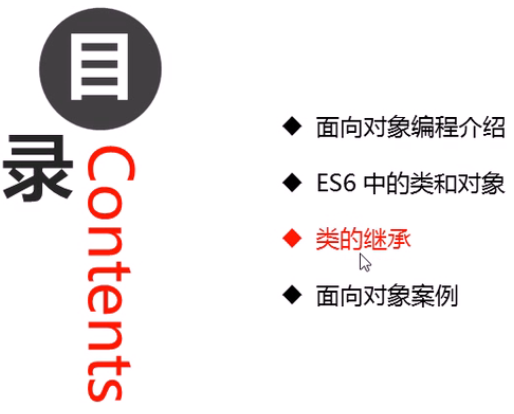 目录
Contents
面向对象编程介绍
ES6 中的类和对象
类的继承
面向对象案例